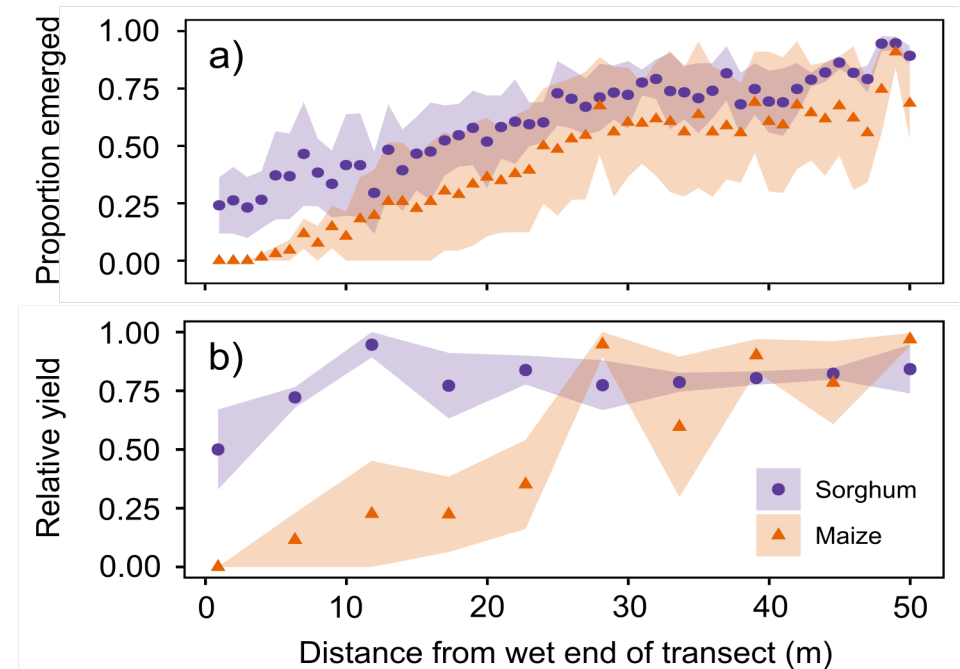 Proportion emerged
a)
1.00
0.75
0.50
0.25
0.00
Relative yield
b)
1.00
0.75
0.50
0.25
0.00
Sorghum
Maize
0 10 20 30 40 50
Distance from wet end of transect (m)